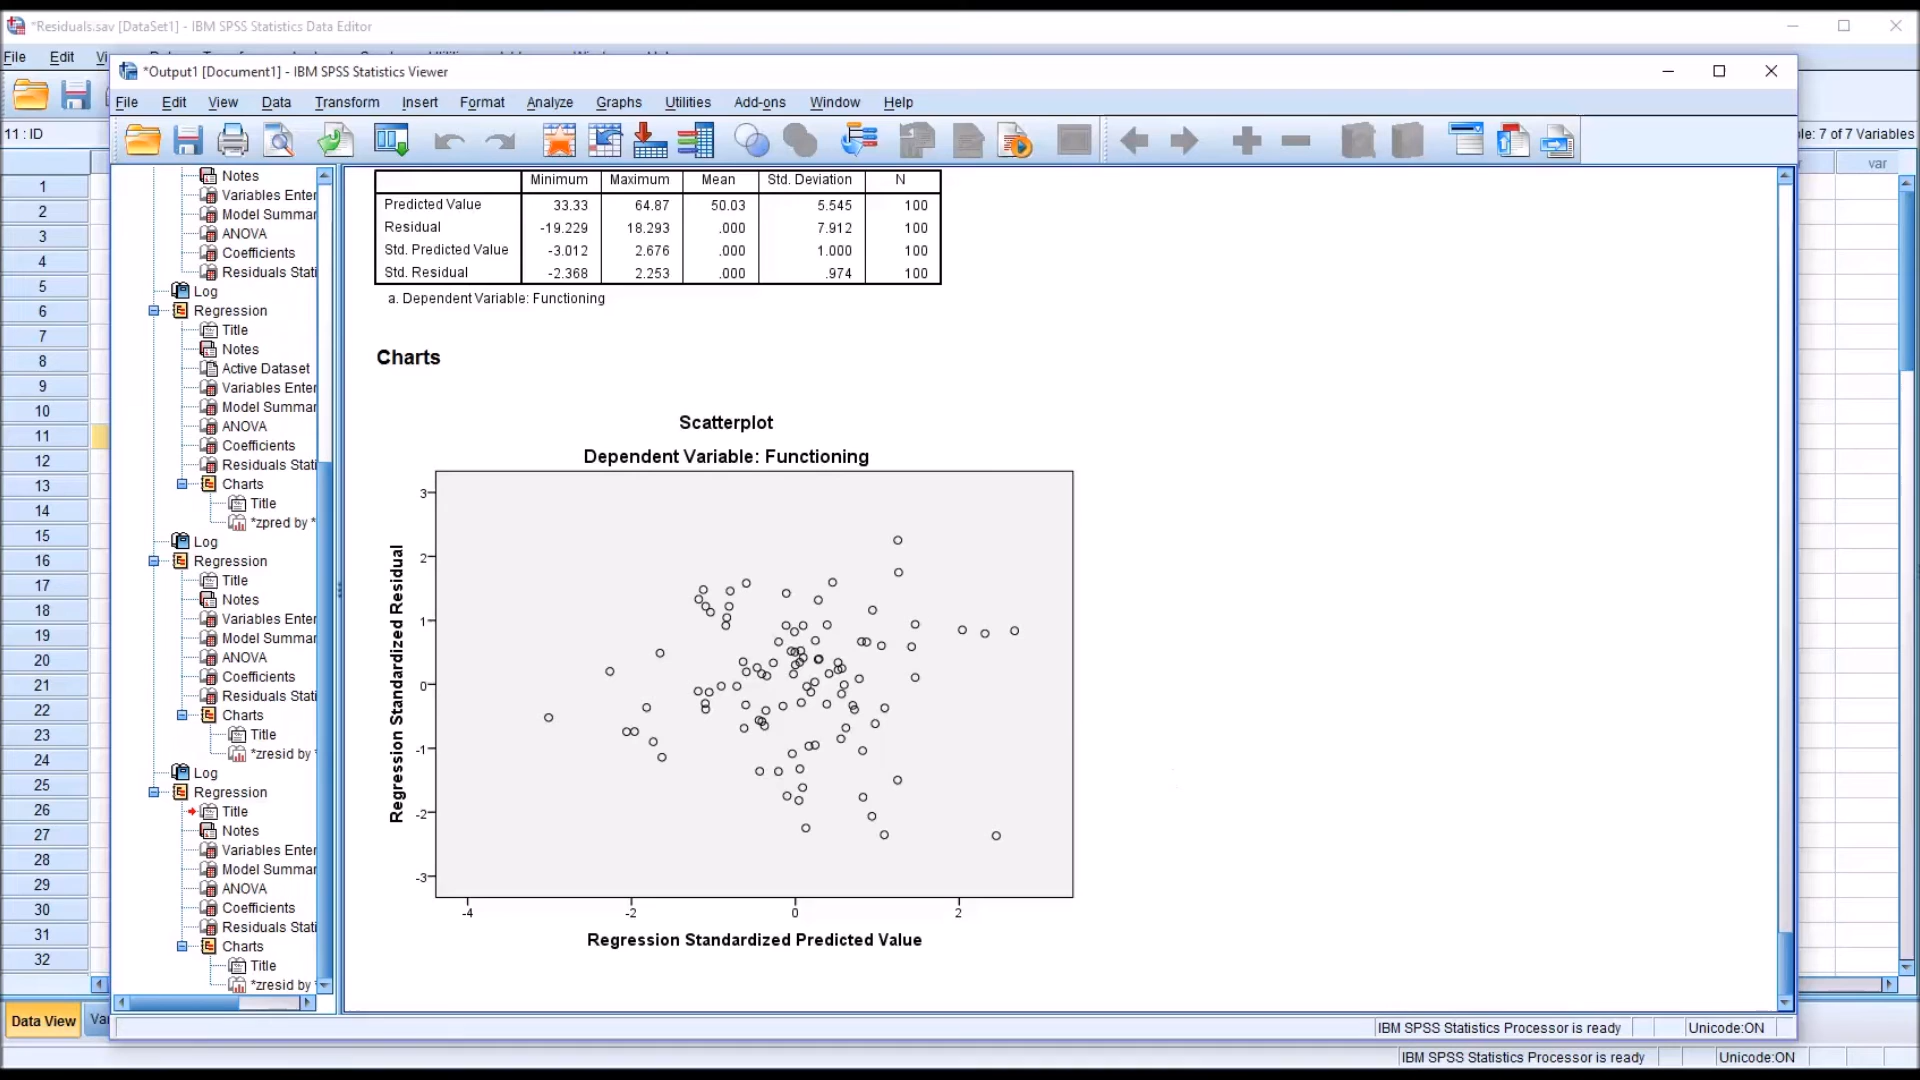 *Residuals.sav [DataSet1] - IBM SPSS Statistics Data Editor
File Edit
*Output1 [Document1] - IBM SPSS Statistics Viewer
File Edit View Data Transform Insert Format Analyze Graphs Utilities Add-ons Window Help
11 : ID
7 of 7 Variables
var
1
2
3
4
5
6
7
8
9
10
11
12
13
14
15
16
17
18
19
20
21
22
23
24
25
26
27
28
29
30
31
32
Notes
Variables Enter
Model Summar
ANOVA
Coefficients
Residuals Stati
Log
Regression
Title
Notes
Active Dataset
Variables Enter
Model Summar
ANOVA
Coefficients
Residuals Stati
Charts
Title
*zpred by *
Log
Regression
Title
Notes
Variables Enter
Model Summar
ANOVA
Coefficients
Residuals Stati
Charts
Title
*zresid by *
Log
Regression
Title
Notes
Variables Enter
Model Summar
ANOVA
Coefficients
Residuals Stati
Charts
Title
*zresid by
Minimum Maximum Mean Std. Deviation N
Predicted Value 33.33 64.87 50.03 5.545 100
Residual -19.229 18.293 .000 7.912 100
Std. Predicted Value -3.012 2.676 .000 1.000 100
Std. Residual -2.368 2.253 .000 .974 100
a. Dependent Variable: Functioning
Charts
Scatterplot
Dependent Variable: Functioning
Regression Standardized Residual
3
2
1
0
-1
-2
-3
-4 -2 0 2
Regression Standardized Predicted Value
Data View
IBM SPSS Statistics Processor is ready Unicode:ON
IBM SPSS Statistics Processor is ready Unicode:ON